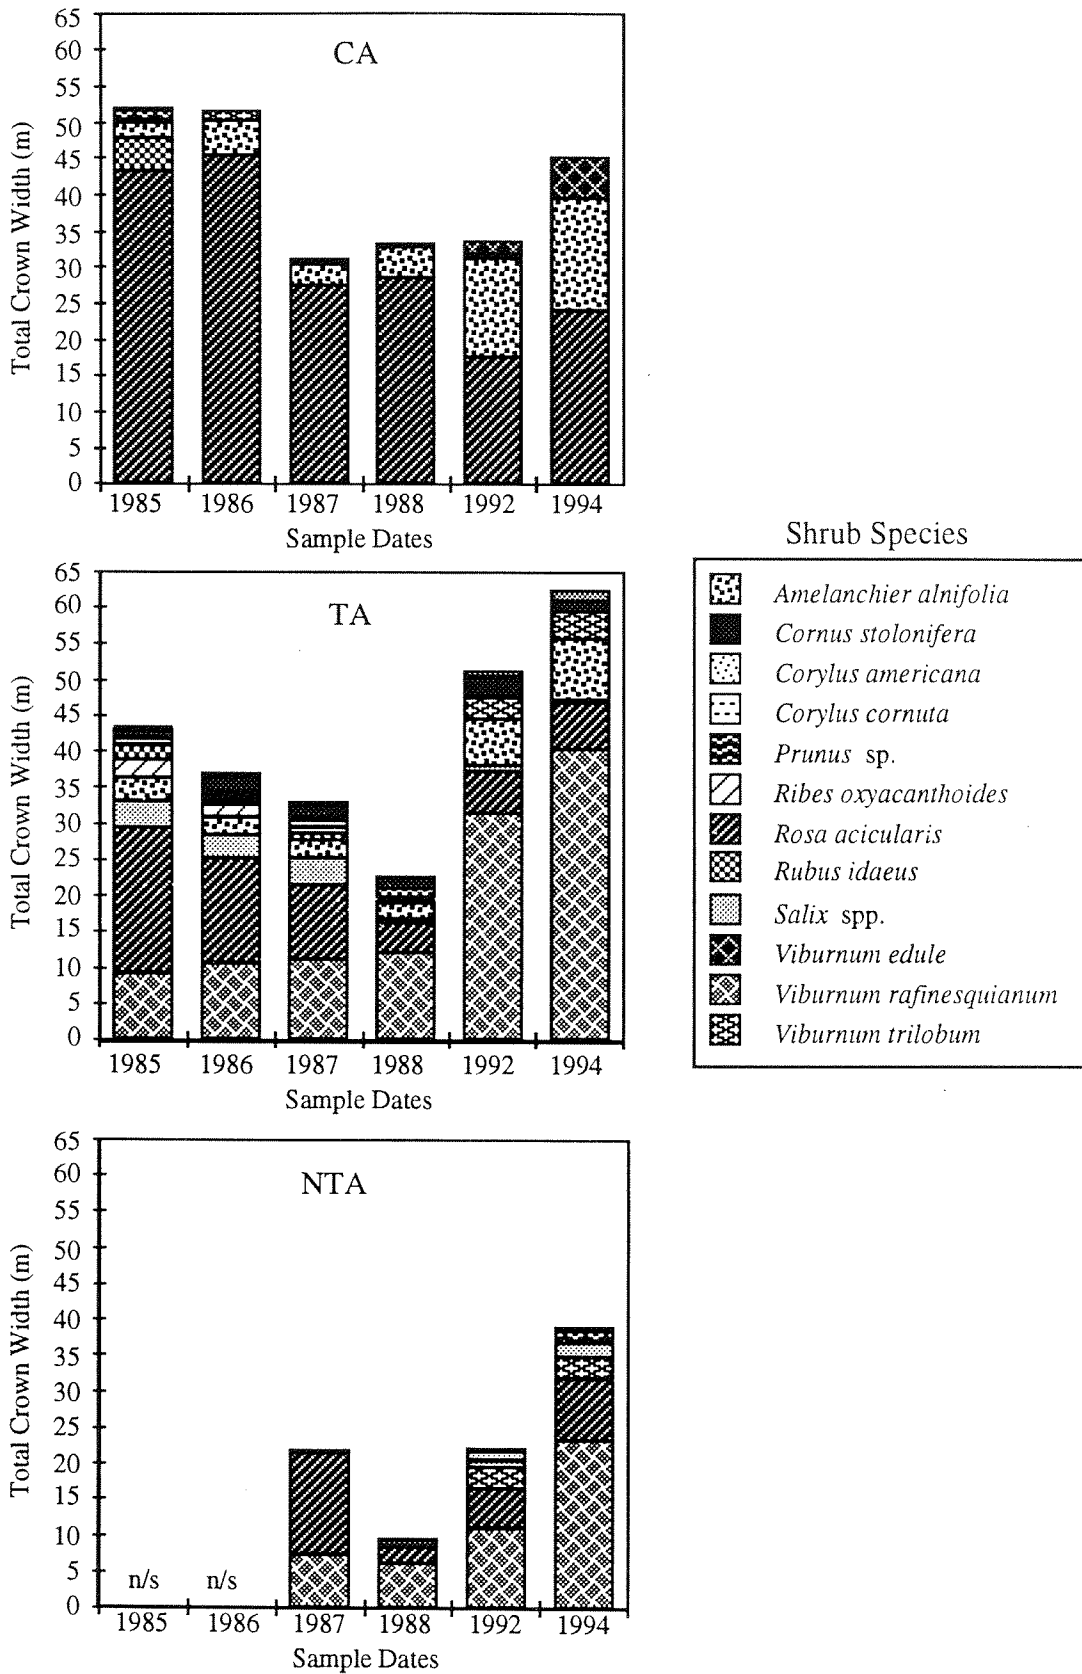 CA
Total Crown Width (m)
65
60
55
50
45
40
35
30
25
20
15
10
5
0
1985 1986 1987 1988 1992 1994
Sample Dates
TA
Total Crown Width (m)
65
60
55
50
45
40
35
30
25
20
15
10
5
0
1985 1986 1987 1988 1992 1994
Sample Dates
Shrub Species
Amelanchier alnifolia
Cornus stolonifera
Corylus americana
Corylus cornuta
Prunus sp.
Ribes oxyacanthoides
Rosa acicularis
Rubus idaeus
Salix spp.
Viburnum edule
Viburnum rafinesquianum
Viburnum trilobum
NTA
Total Crown Width (m)
65
60
55
50
45
40
35
30
25
20
15
10
5
0
n/s n/s
1985 1986 1987 1988 1992 1994
Sample Dates